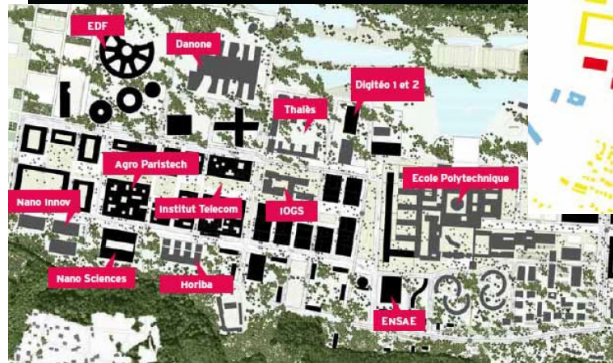 EDF
Danone
Digitéo 1 et 2
Thalès
Agro Paristech
Ecole Polytechnique
Nano Innov
Institut Telecom
IOGS
Nano Sciences
Horiba
ENSAE